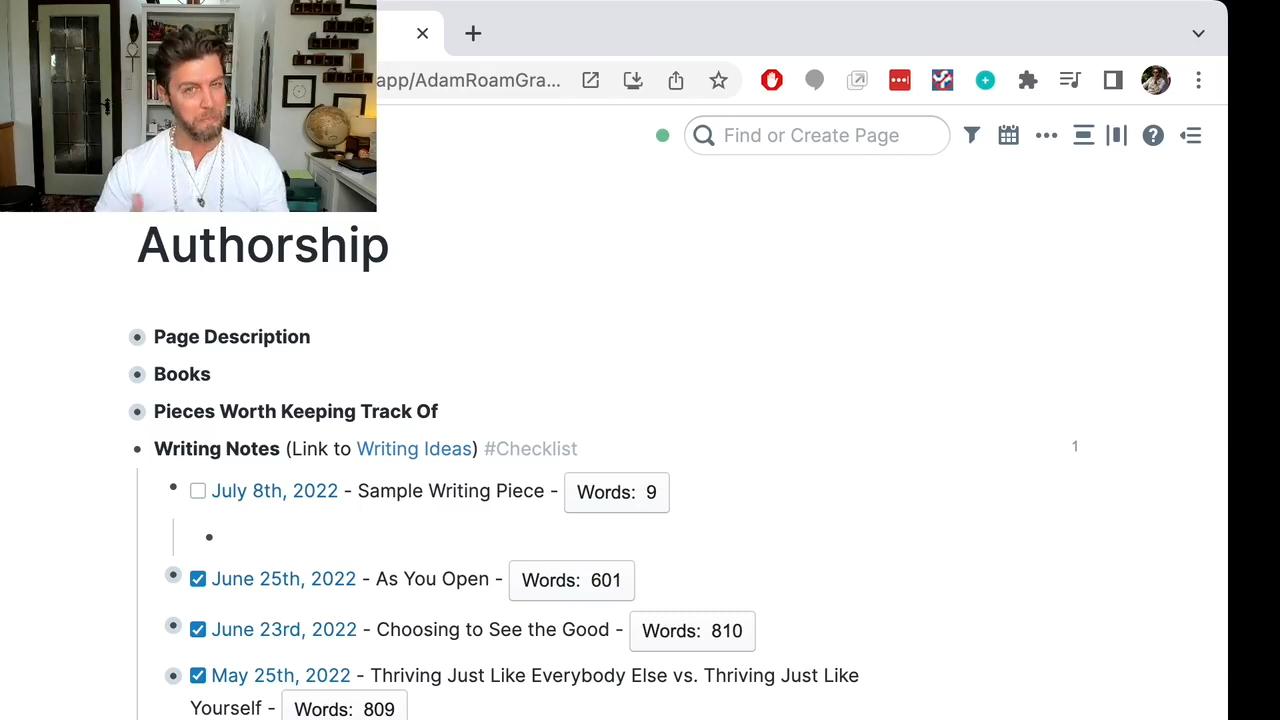 app/AdamRoamGra...
Find or Create Page
Authorship
Page Description
Books
Pieces Worth Keeping Track Of
Writing Notes (Link to Writing Ideas) #Checklist 1
July 8th, 2022 - Sample Writing Piece - Words: 9
June 25th, 2022 - As You Open - Words: 601
June 23rd, 2022 - Choosing to See the Good - Words: 810
May 25th, 2022 - Thriving Just Like Everybody Else vs. Thriving Just Like
Yourself - Words: 809